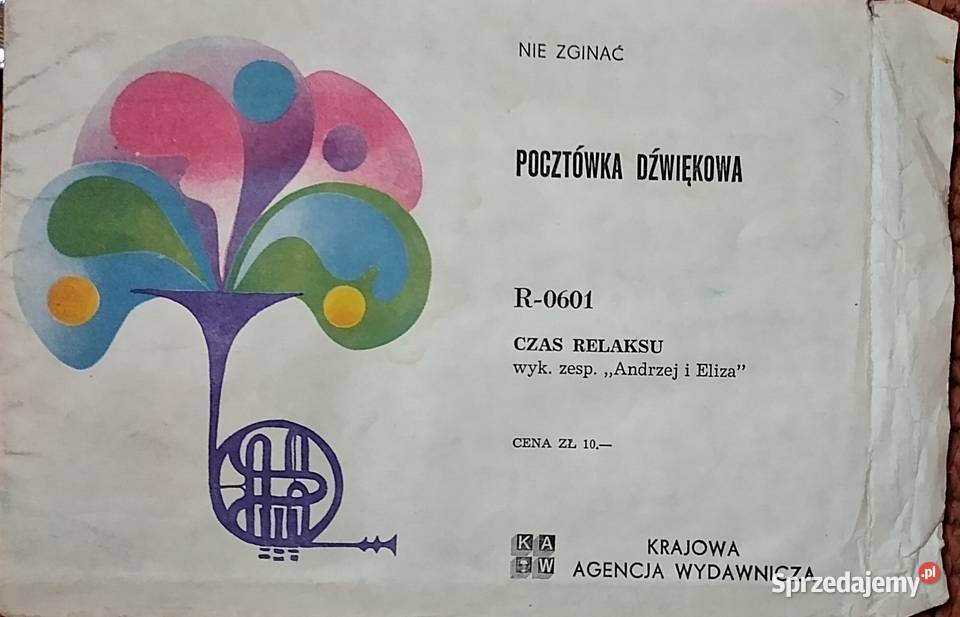 NIE ZGINAĆ
POCZTÓWKA DŹWIĘKOWA
R-0601
CZAS RELAKSU
wyk. zesp. „Andrzej i Eliza”
CENA ZŁ 10.—
KA
W
KRAJOWA
AGENCJA WYDAWNICZA
Sprzedajemy.pl